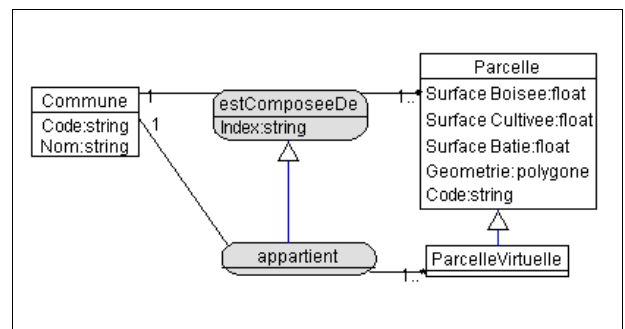 Parcelle
Commune
1
estComposeeDe
1..*
Surface Boisee:float
Code:string
1
Index:string
Surface Cultivee:float
Nom:string
Surface Batie:float
Geometrie:polygone
Code:string
appartient
ParcelleVirtuelle
1..*